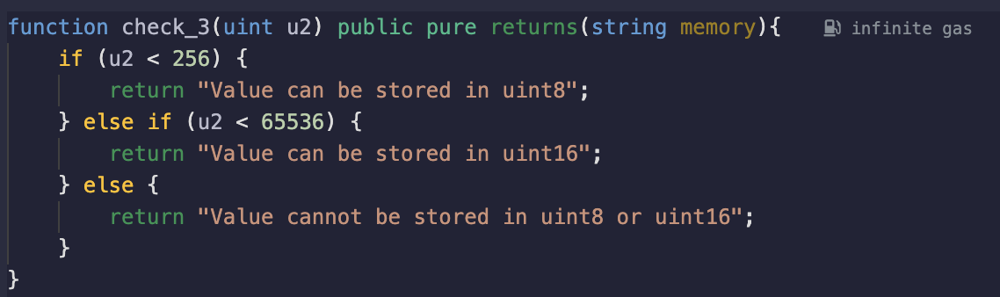 function check_3(uint u2) public pure returns(string memory){ infinite gas
if (u2 < 256) {
return "Value can be stored in uint8";
} else if (u2 < 65536) {
return "Value can be stored in uint16";
} else {
return "Value cannot be stored in uint8 or uint16";
}
}